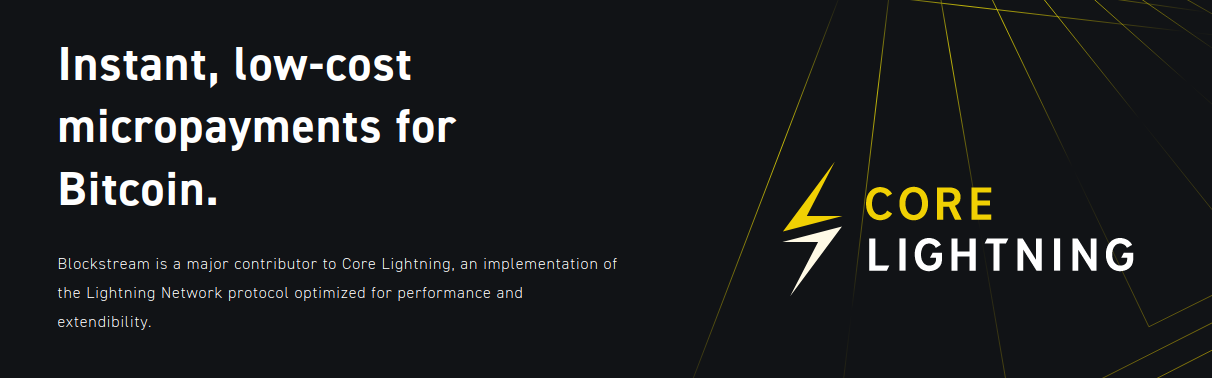 Instant, low-cost
micropayments for
Bitcoin.
Blockstream is a major contributor to Core Lightning, an implementation of
the Lightning Network protocol optimized for performance and
extendibility.
CORE
LIGHTNING